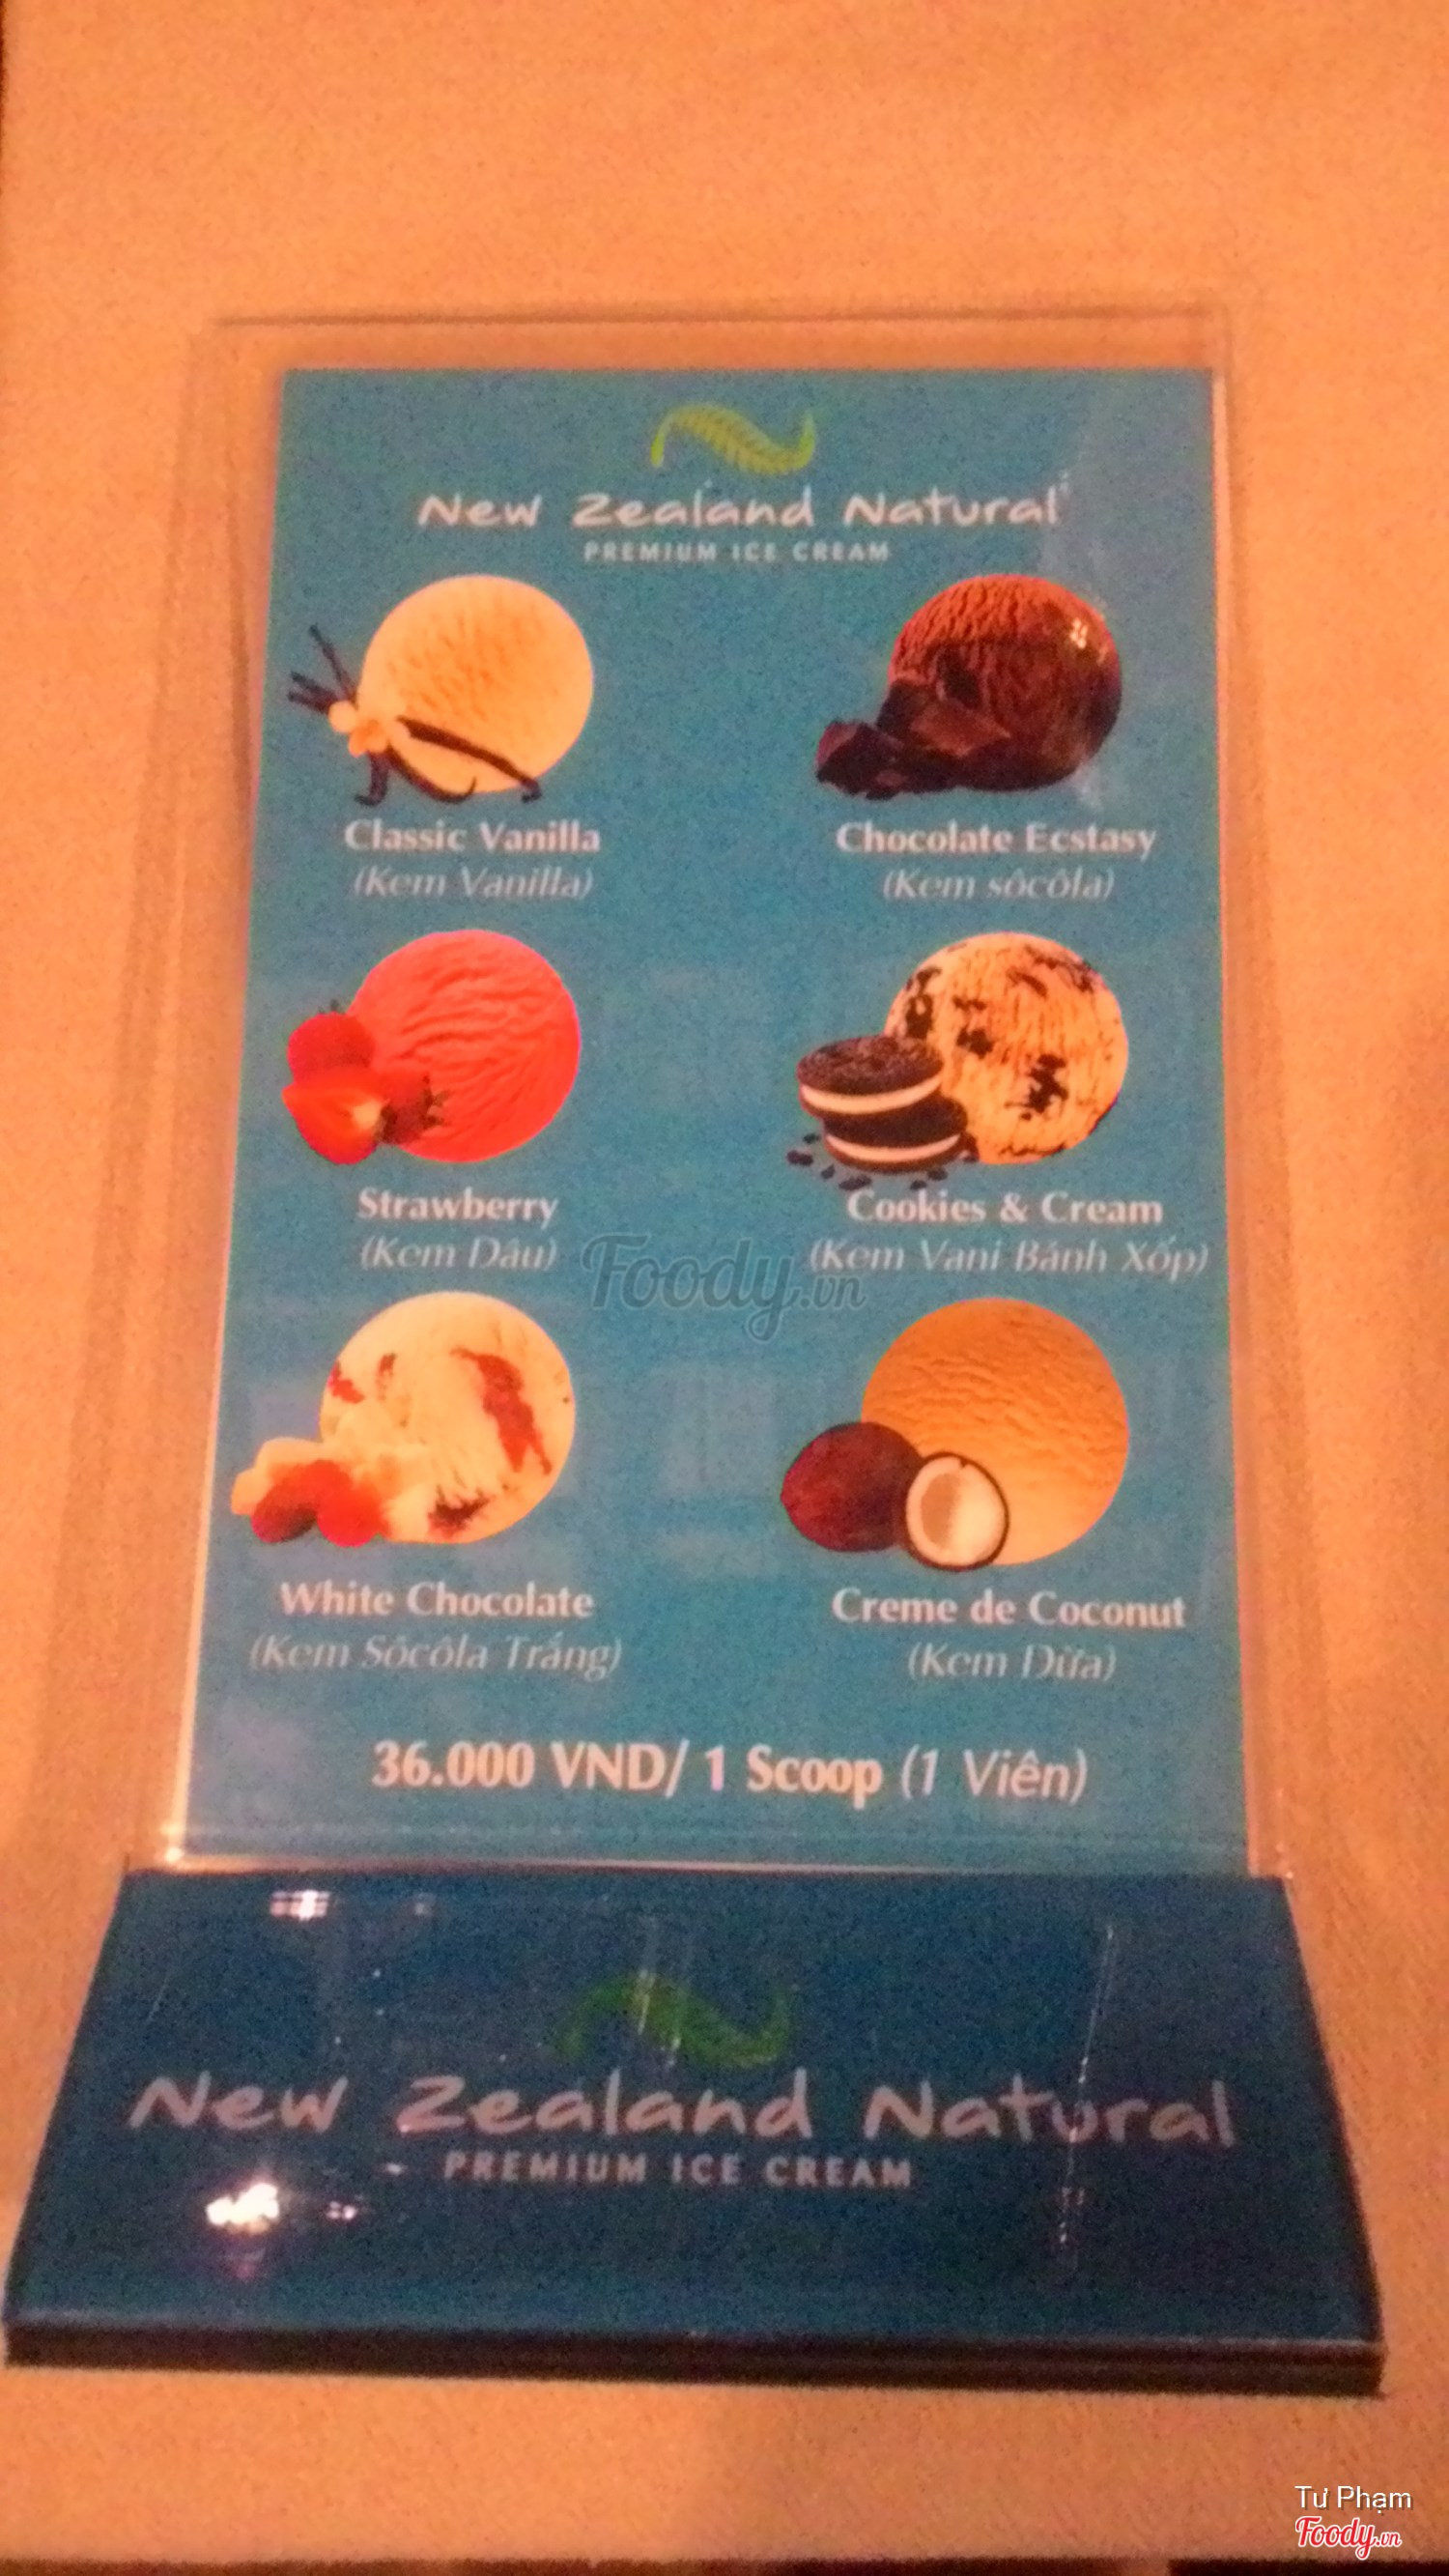 New Zealand Natural®
PREMIUM ICE CREAM
Classic Vanilla
(Kem Vanilla)
Chocolate Ecstasy
(Kem sôcôla)
Strawberry
(Kem Dâu)
Cookies & Cream
(Kem Vani Bánh Xốp)
Foody.vn
White Chocolate
(Kem Sôcôla Trắng)
Creme de Coconut
(Kem Dừa)
36.000 VND/ 1 Scoop (1 Viên)
New Zealand Natural
PREMIUM ICE CREAM
Tư Phạm
Foody.vn